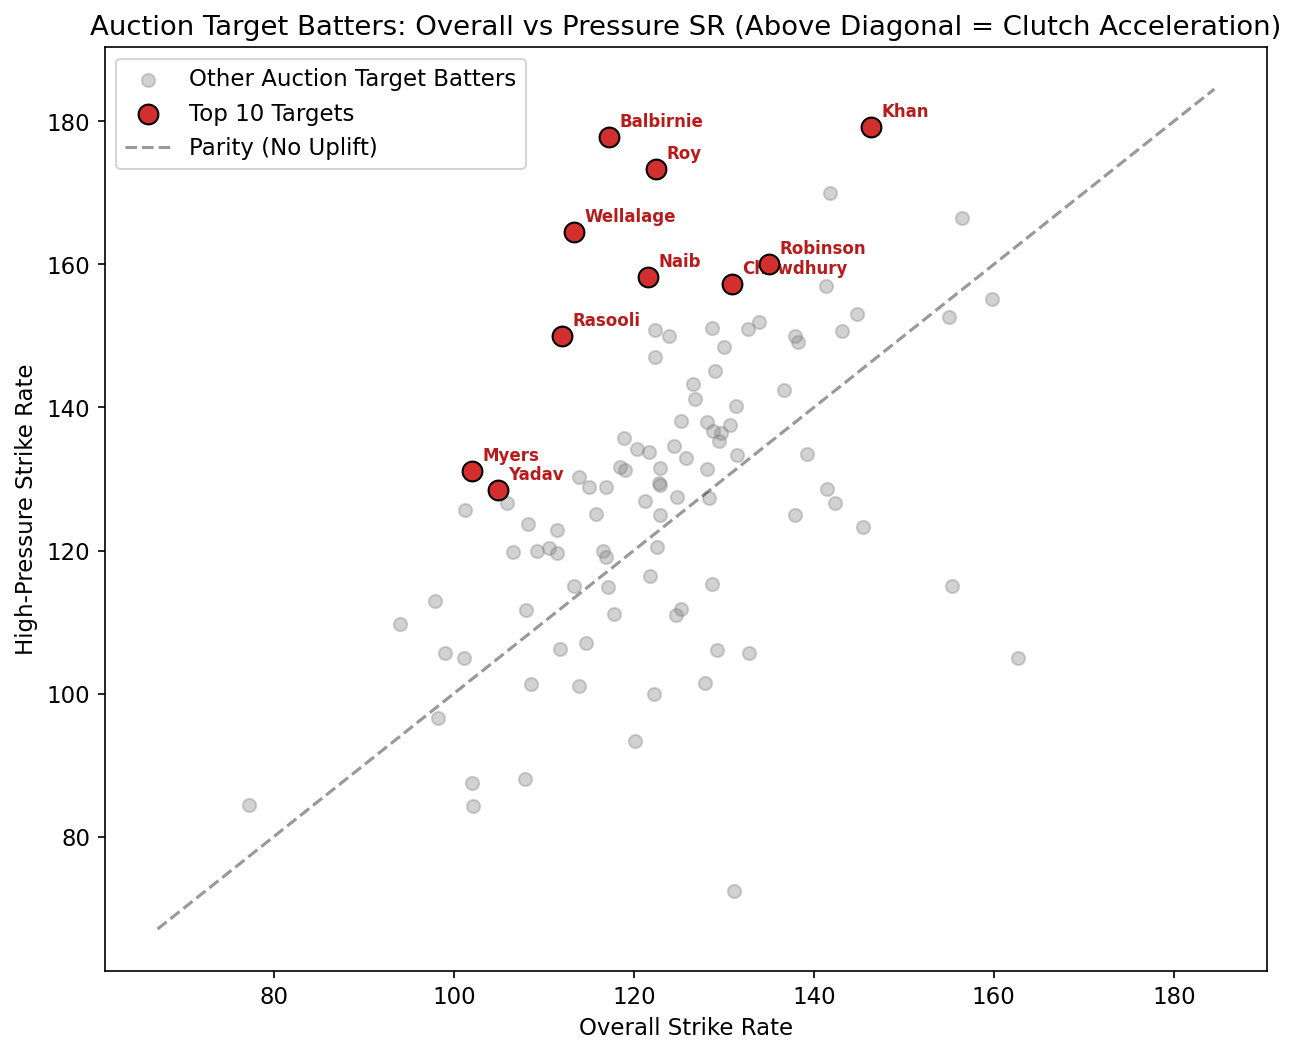 Auction Target Batters: Overall vs Pressure SR (Above Diagonal = Clutch Acceleration)
Other Auction Target Batters
Top 10 Targets
Parity (No Uplift)
Khan
Balbirnie
Roy
Wellalage
Robinson
Naib
Chowdhury
Rasooli
Myers
Yadav
High-Pressure Strike Rate
180
160
140
120
100
80
80
100
120
140
160
180
Overall Strike Rate